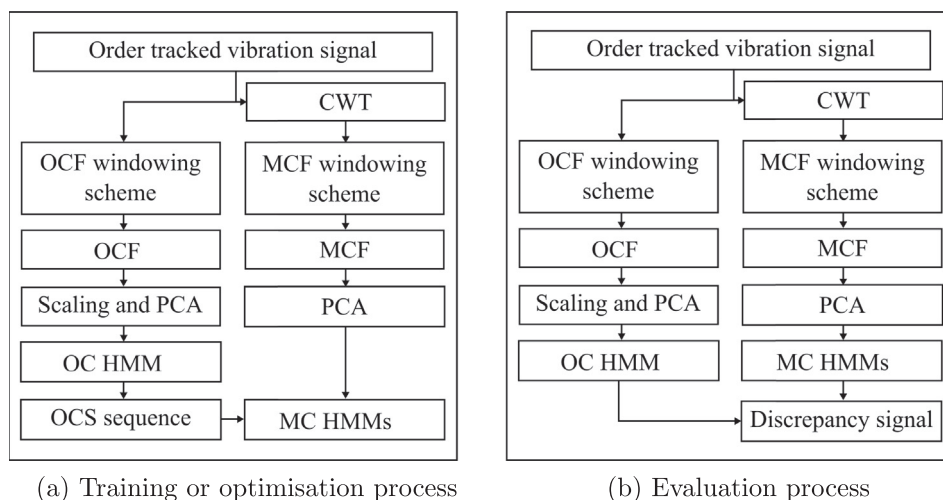 Order tracked vibration signal
CWT
OCF windowing
scheme
MCF windowing
scheme
OCF
MCF
Scaling and PCA
PCA
OC HMM
OCS sequence
MC HMMs
(a) Training or optimisation process
Order tracked vibration signal
CWT
OCF windowing
scheme
MCF windowing
scheme
OCF
MCF
Scaling and PCA
PCA
OC HMM
MC HMMs
Discrepancy signal
(b) Evaluation process